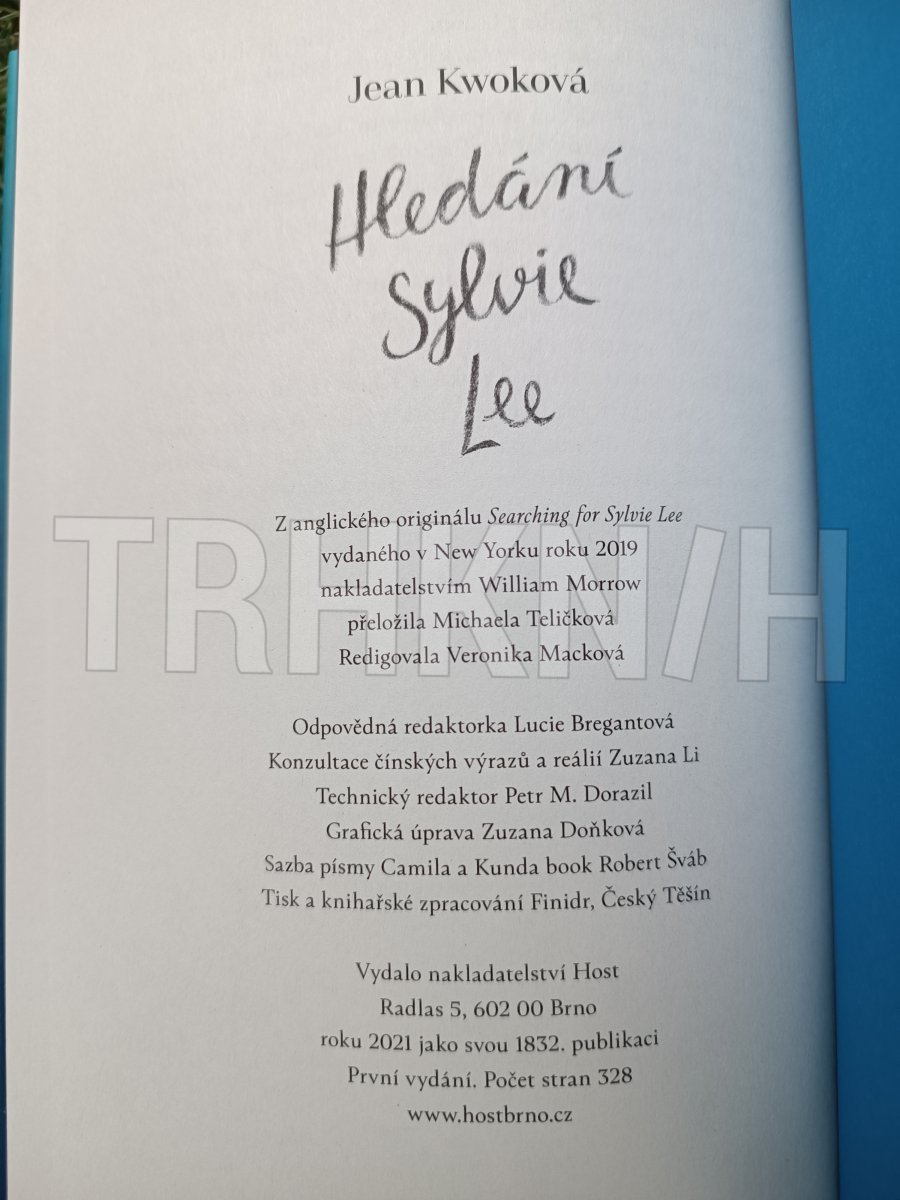 Jean Kwoková
Hledání
Sylvie
Lee
Z anglického originálu Searching for Sylvie Lee
vydaného v New Yorku roku 2019
nakladatelstvím William Morrow
přeložila Michaela Teličková
Redigovala Veronika Macková
TRHKN/H
Odpovědná redaktorka Lucie Bregantová
Konzultace čínských výrazů a reálií Zuzana Li
Technický redaktor Petr M. Dorazil
Grafická úprava Zuzana Doňková
Sazba písmy Camila a Kunda book Robert Šváb
Tisk a knihařské zpracování Finidr, Český Těšín
Vydalo nakladatelství Host
Radlas 5, 602 00 Brno
roku 2021 jako svou 1832. publikaci
První vydání. Počet stran 328
www.hostbrno.cz